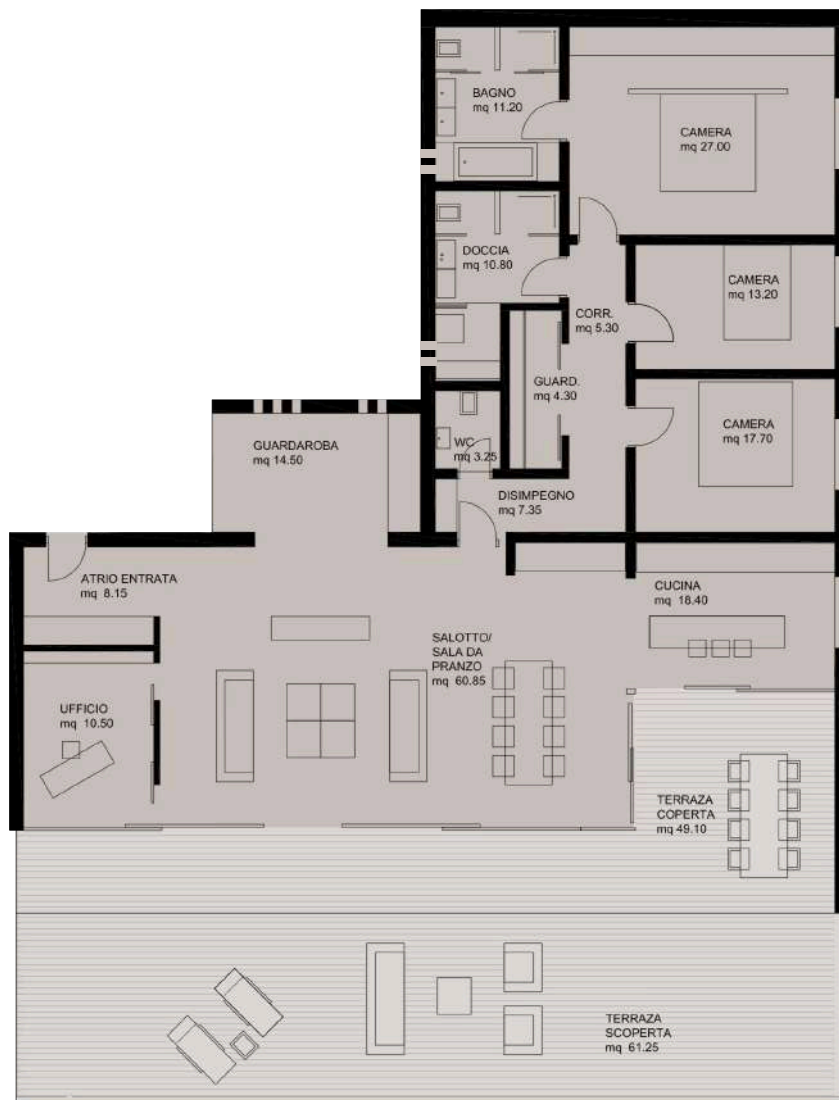 BAGNO
mq 11.20
CAMERA
mq 27.00
DOCCIA
mq 10.80
CAMERA
mq 13.20
CORR.
mq 5.30
GUARD.
mq 4.30
CAMERA
mq 17.70
GUARDAROBA
mq 14.50
WC
mq 3.25
DISIMPEGNO
mq 7.35
ATRIO ENTRATA
mq 8.15
CUCINA
mq 18.40
SALOTTO/
SALA DA
PRANZO
mq 60.85
UFFICIO
mq 10.50
TERRAZA
COPERTA
mq 49.10
TERRAZA
SCOPERTA
mq 61.25